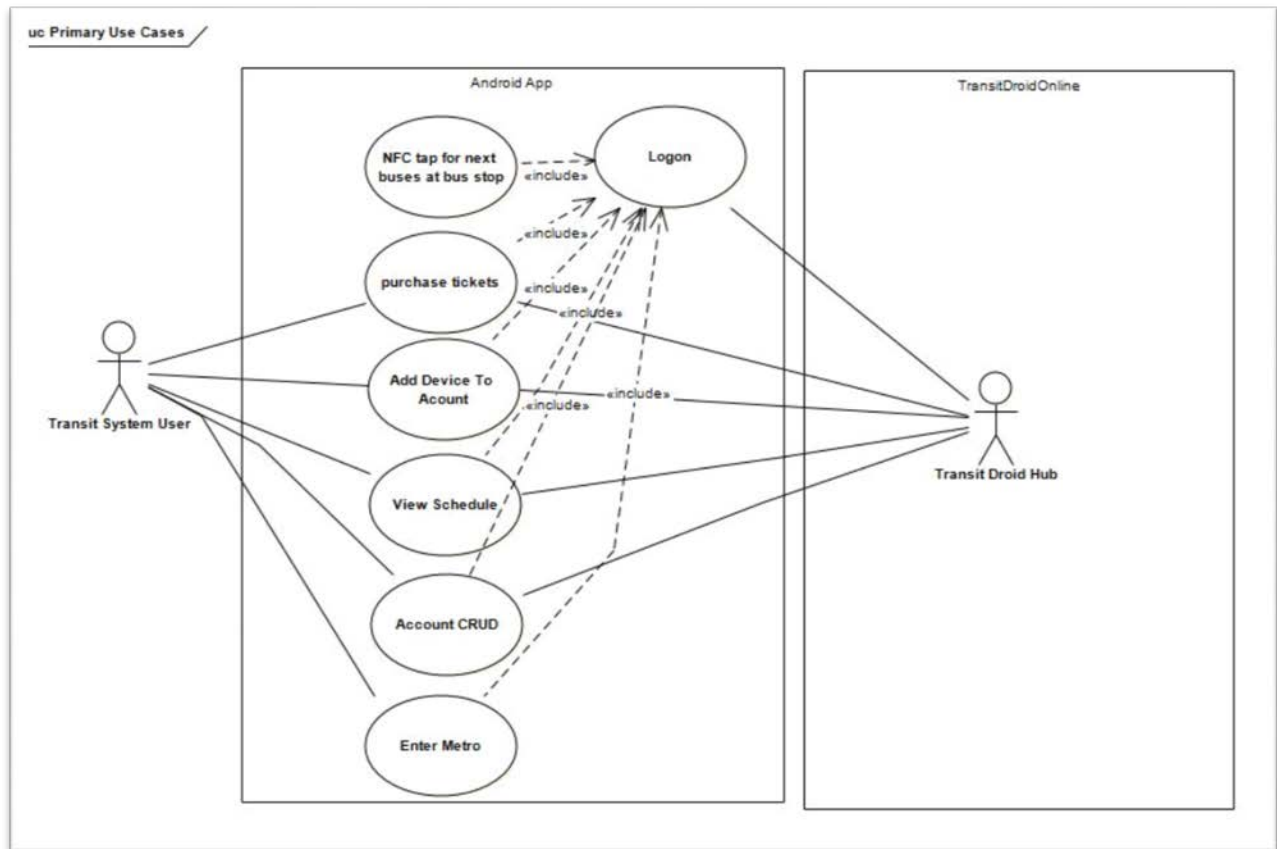 uc Primary Use Cases
Android App
TransitDroidOnline
NFC tap for next
buses at bus stop
«include»
Logon
«include»
purchase tickets
«include»
«include»
Add Device To
Acount
«include»
«include»
Transit System User
View Schedule
Transit Droid Hub
Account CRUD
Enter Metro